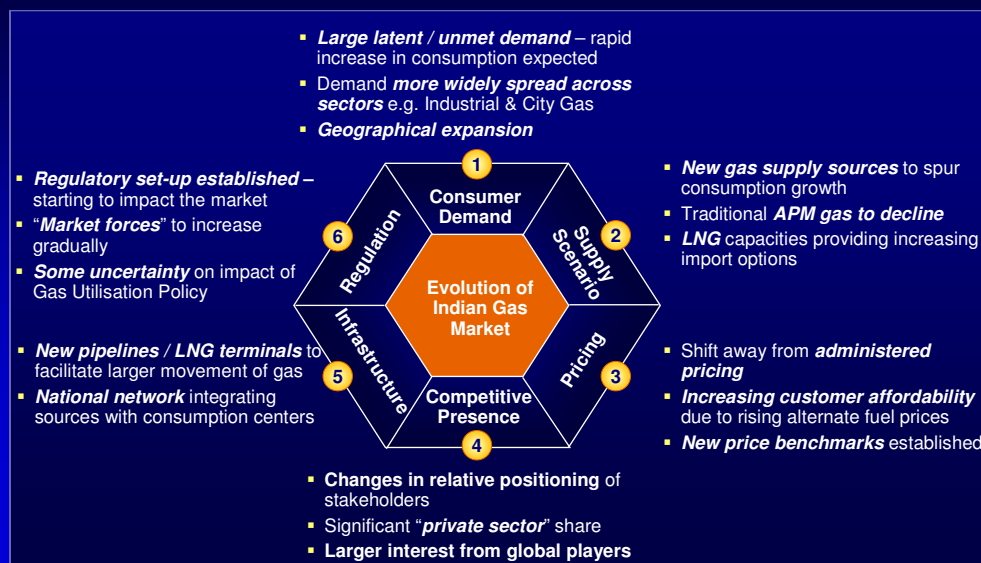 ▪ Large latent / unmet demand – rapid
increase in consumption expected
▪ Demand more widely spread across
sectors e.g. Industrial & City Gas
▪ Geographical expansion
1
Consumer
Demand
▪ New gas supply sources to spur
consumption growth
▪ Traditional APM gas to decline
▪ LNG capacities providing increasing
import options
2
Supply
Scenario
▪ Shift away from administered
pricing
▪ Increasing customer affordability
due to rising alternate fuel prices
▪ New price benchmarks established
3
Pricing
Competitive
Presence
4
▪ Changes in relative positioning of
stakeholders
▪ Significant “private sector” share
▪ Larger interest from global players
▪ New pipelines / LNG terminals to
facilitate larger movement of gas
▪ National network integrating
sources with consumption centers
5
Infrastructure
▪ Regulatory set-up established –
starting to impact the market
▪ “Market forces” to increase
gradually
▪ Some uncertainty on impact of
Gas Utilisation Policy
6
Regulation
Evolution of
Indian Gas
Market